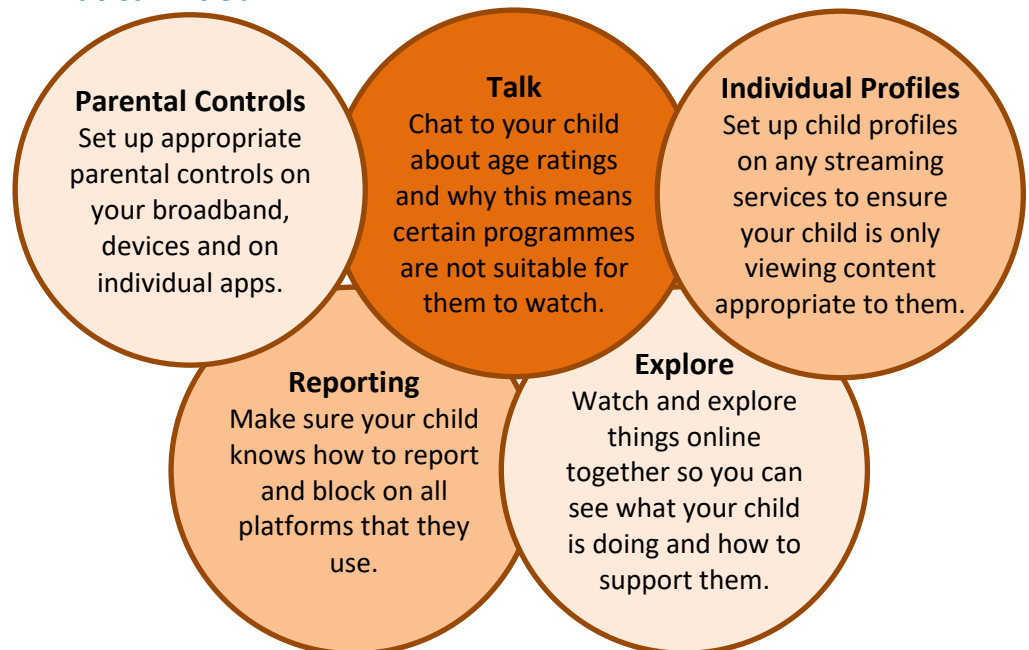 Parental Controls
Set up appropriate
parental controls on
your broadband,
devices and on
individual apps.
Talk
Chat to your child
about age ratings
and why this means
certain programmes
are not suitable for
them to watch.
Individual Profiles
Set up child profiles
on any streaming
services to ensure
your child is only
viewing content
appropriate to them.
Reporting
Make sure your child
knows how to report
and block on all
platforms that they
use.
Explore
Watch and explore
things online
together so you can
see what your child
is doing and how to
support them.